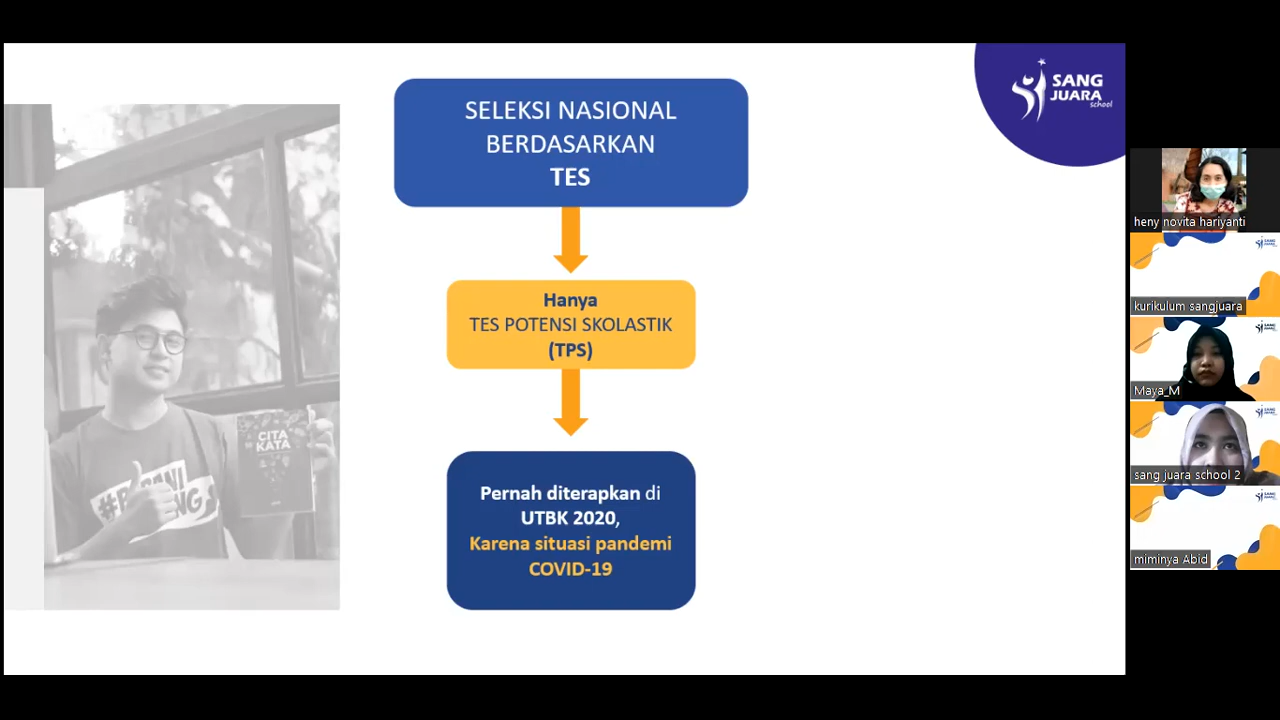 SELEKSI NASIONAL
BERDASARKAN
TES
Hanya
TES POTENSI SKOLASTIK
(TPS)
Pernah diterapkan di
UTBK 2020,
Karena situasi pandemi
COVID-19
CITA
KATA
SANG
JUARA
school
heny novita hariyanti
kurikulum sangjuara
Maya_M
sang juara school 2
miminya Abid